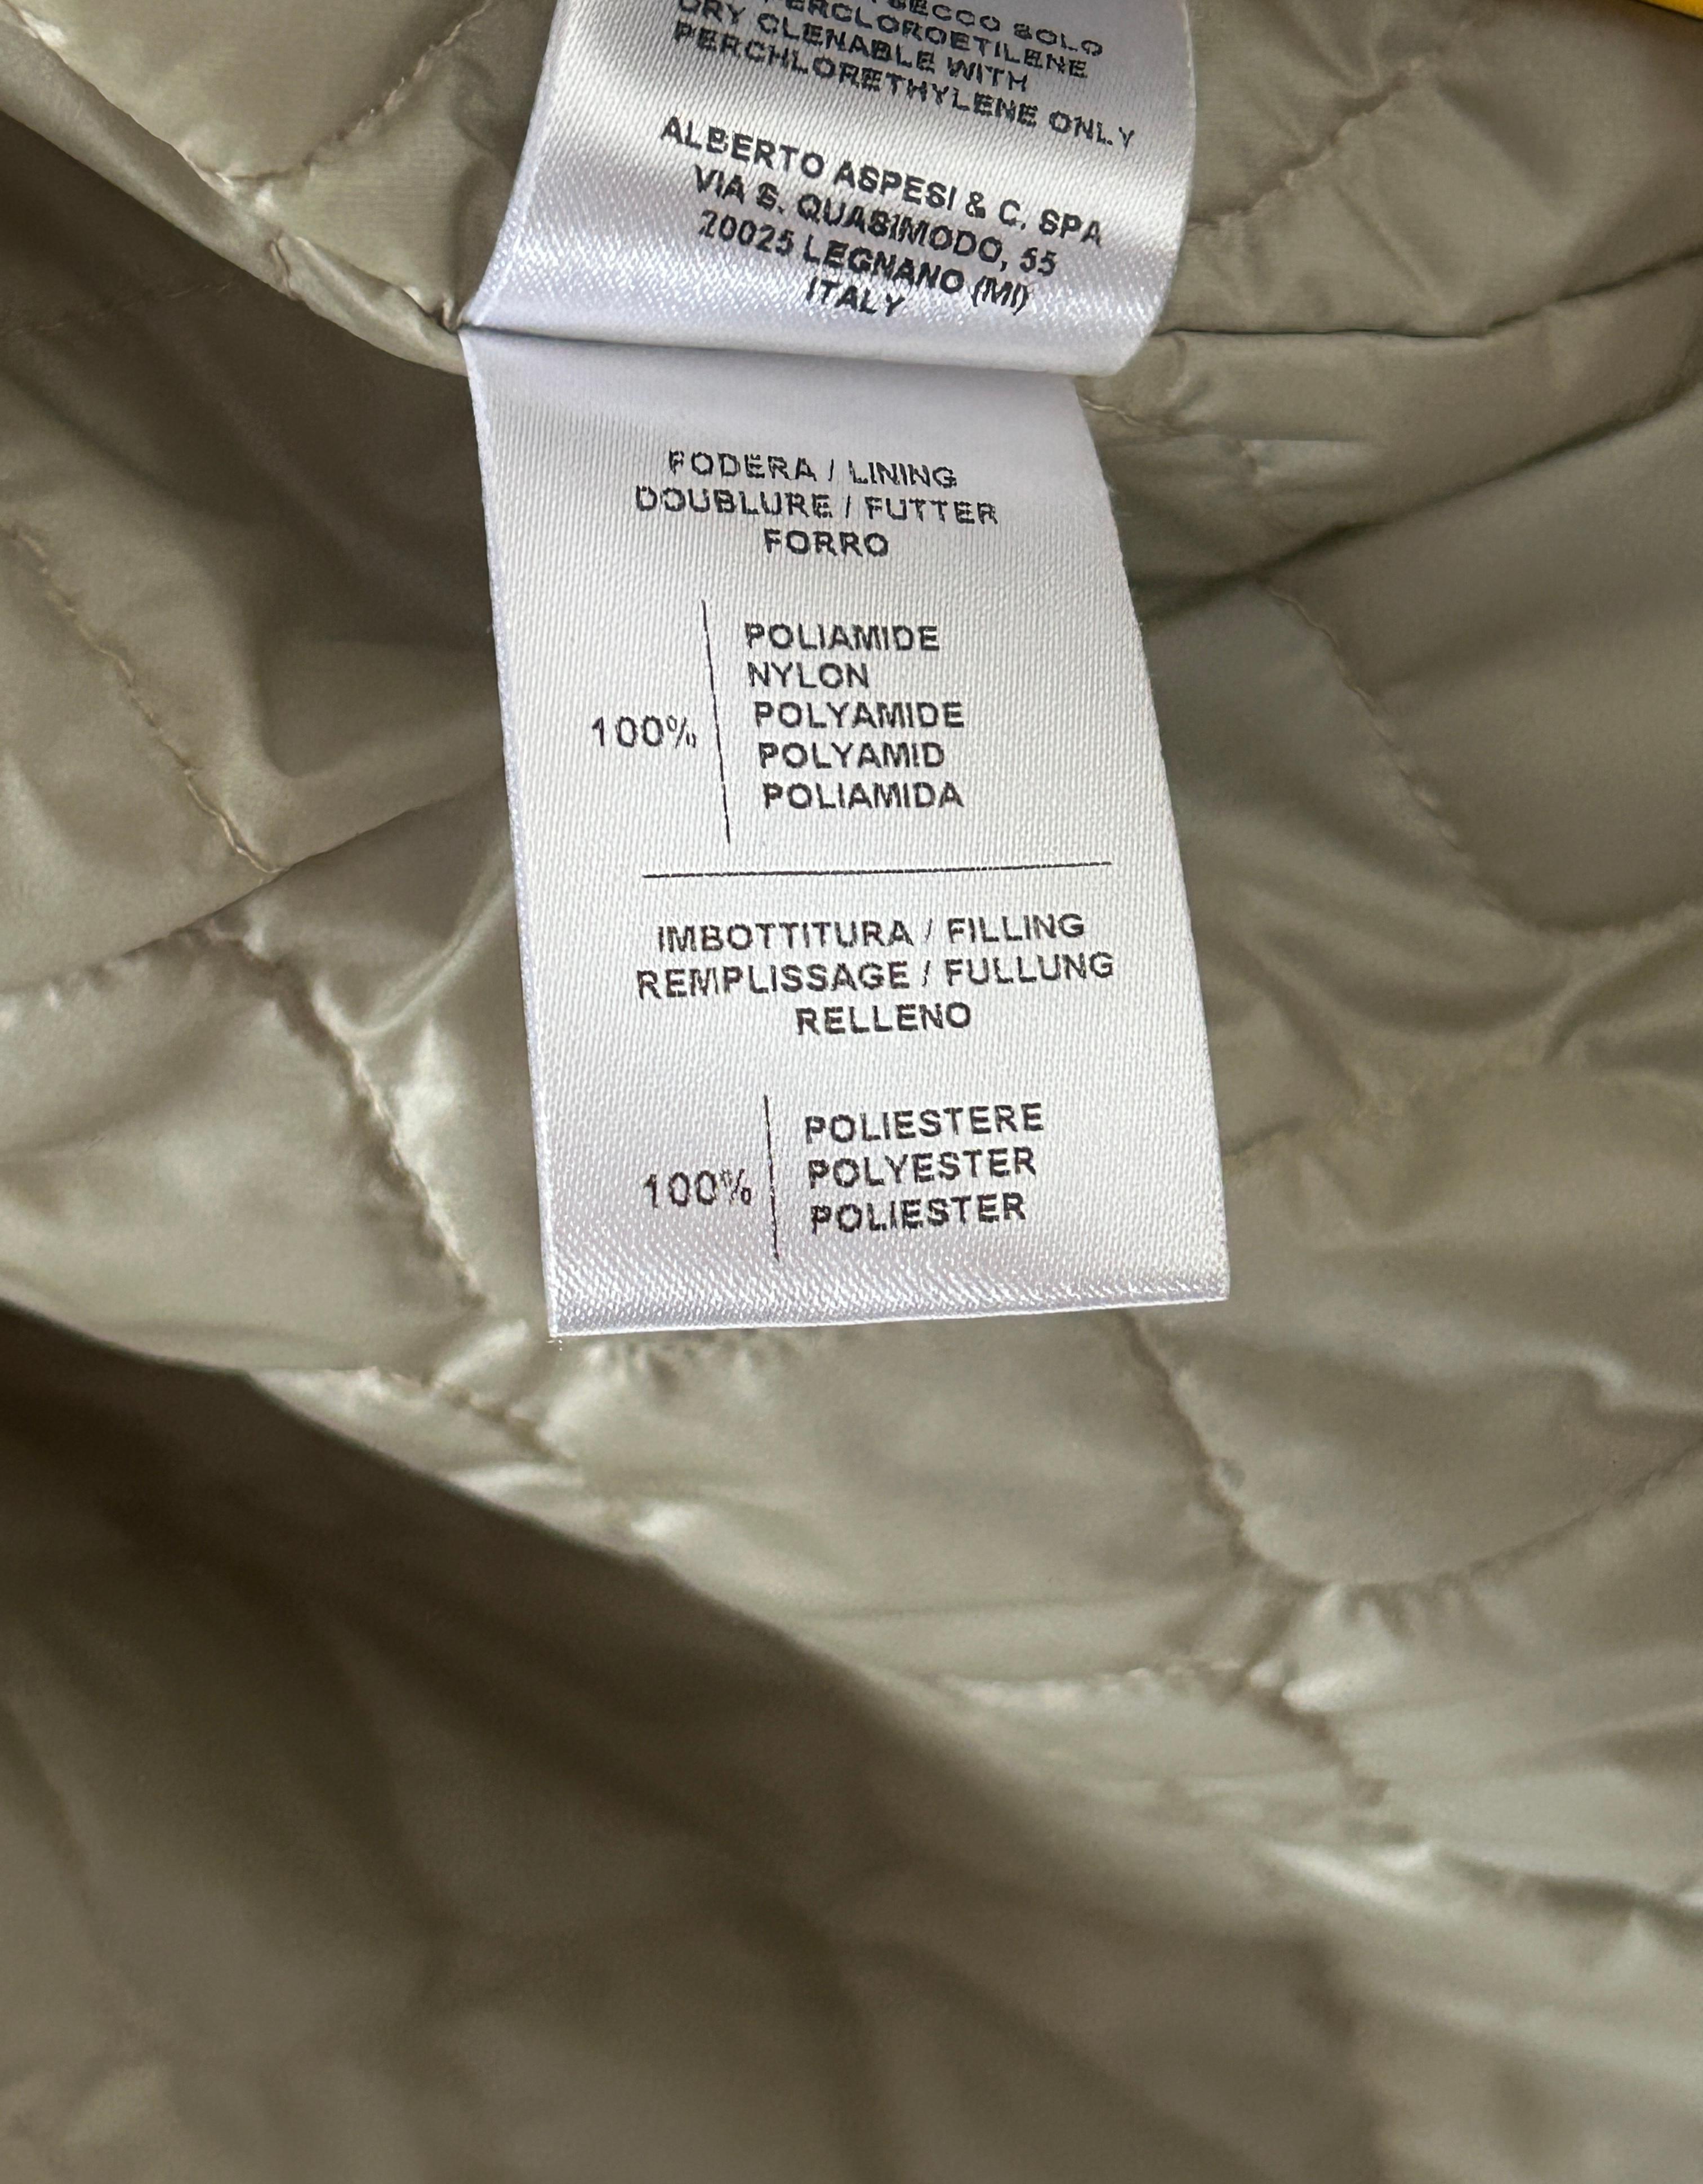 SECCO SOLO
PERCLOROETILENE
DRY CLENABLE WITH
PERCHLORETHYLENE ONLY
ALBERTO ASPESI & C. SPA
VIA S. QUASIMODO, 55
20025 LEGNANO (MI)
ITALY
FODERA / LINING
DOUBLURE / FUTTER
FORRO
POLIAMIDE
NYLON
100% POLYAMIDE
POLYAMID
POLIAMIDA
IMBOTTITURA / FILLING
REMPLISSAGE / FULLUNG
RELLENO
POLIESTERE
100% POLYESTER
POLIESTER